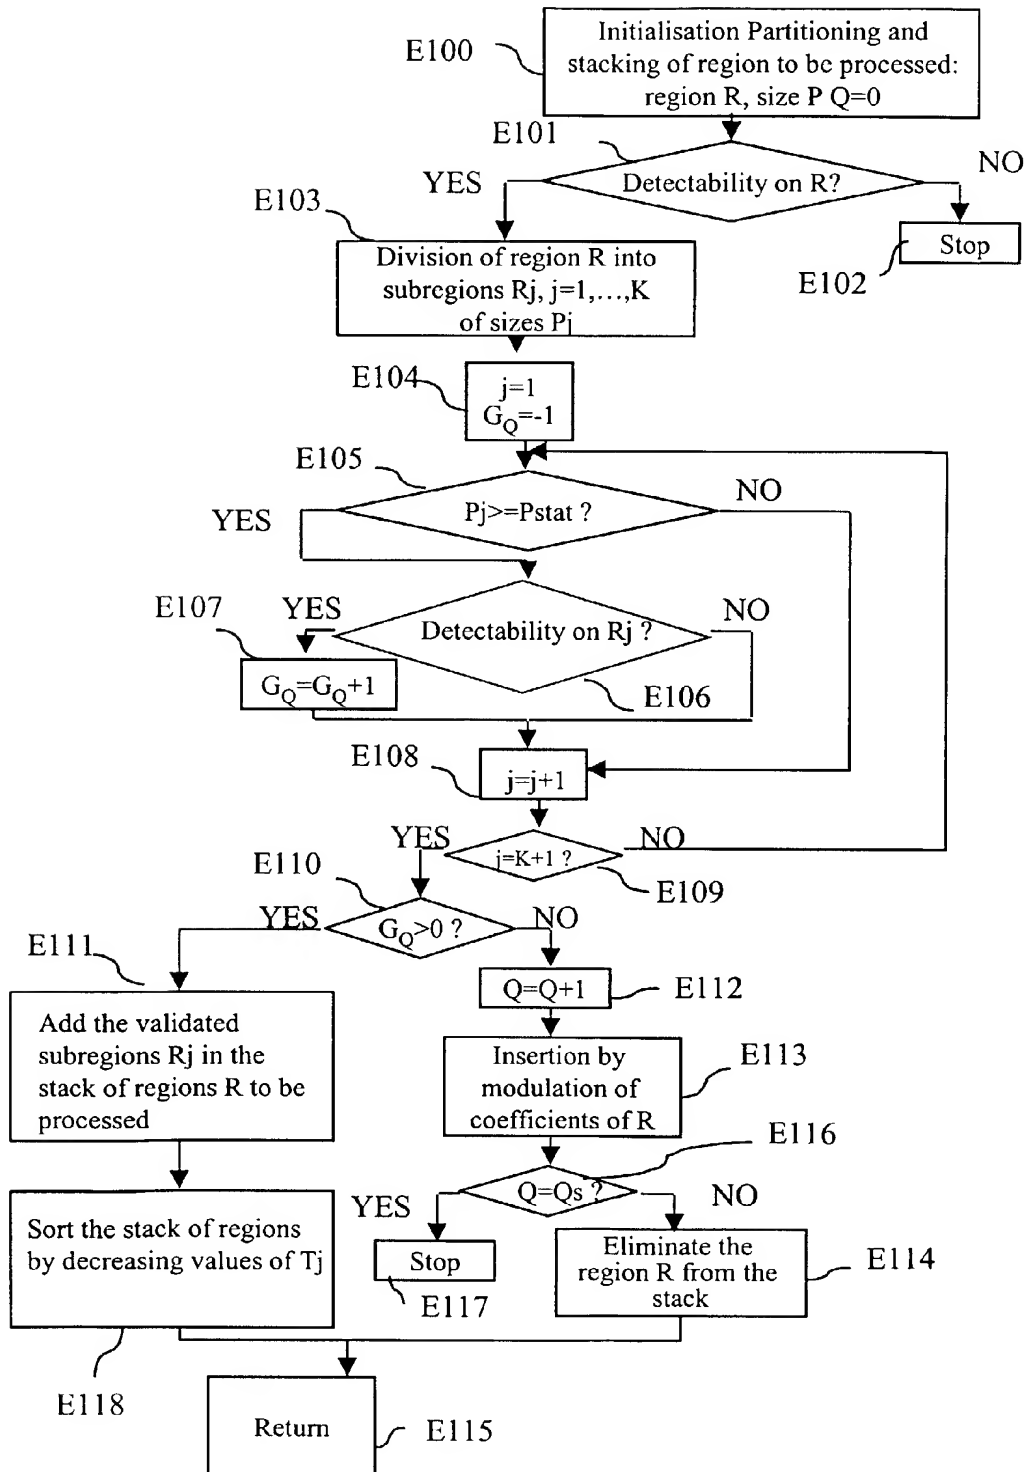 E100
Initialisation Partitioning and
stacking of region to be processed:
region R, size P Q=0
E101
Detectability on R?
YES
NO
E103
Stop
E102
Division of region R into
subregions Rj, j=1,...,K
of sizes Pj
E104
j=1
GQ=-1
E105
Pj>=Pstat ?
YES
NO
E107
YES
Detectability on Rj ?
NO
GQ=GQ+1
E106
E108
j=j+1
YES
j=K+1 ?
NO
E109
E110
YES
GQ>0 ?
NO
E111
Q=Q+1
E112
Add the validated
subregions Rj in the
stack of regions R to be
processed
Insertion by
modulation of
coefficients of R
E113
E116
Q=Qs ?
YES
NO
Sort the stack of regions
by decreasing values of Tj
Stop
E117
Eliminate the
region R from the
stack
E114
E118
Return
E115